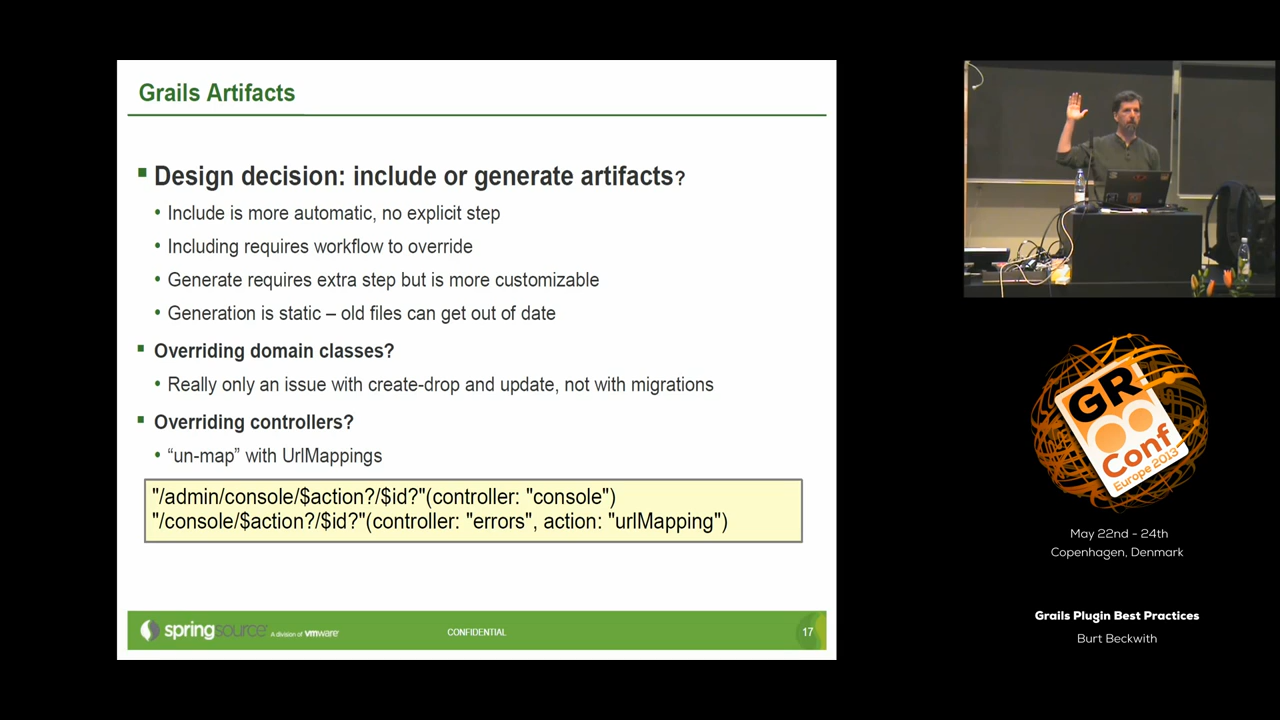 Grails Artifacts
Design decision: include or generate artifacts?
Include is more automatic, no explicit step
Including requires workflow to override
Generate requires extra step but is more customizable
Generation is static – old files can get out of date
Overriding domain classes?
Really only an issue with create-drop and update, not with migrations
Overriding controllers?
“un-map” with UrlMappings
"/admin/console/$action?/$id?"(controller: "console")
"/console/$action?/$id?"(controller: "errors", action: "urlMapping")
springsource A division of vmware
CONFIDENTIAL
17
GR
8
Conf
Europe 2013
May 22nd - 24th
Copenhagen, Denmark
Grails Plugin Best Practices
Burt Beckwith